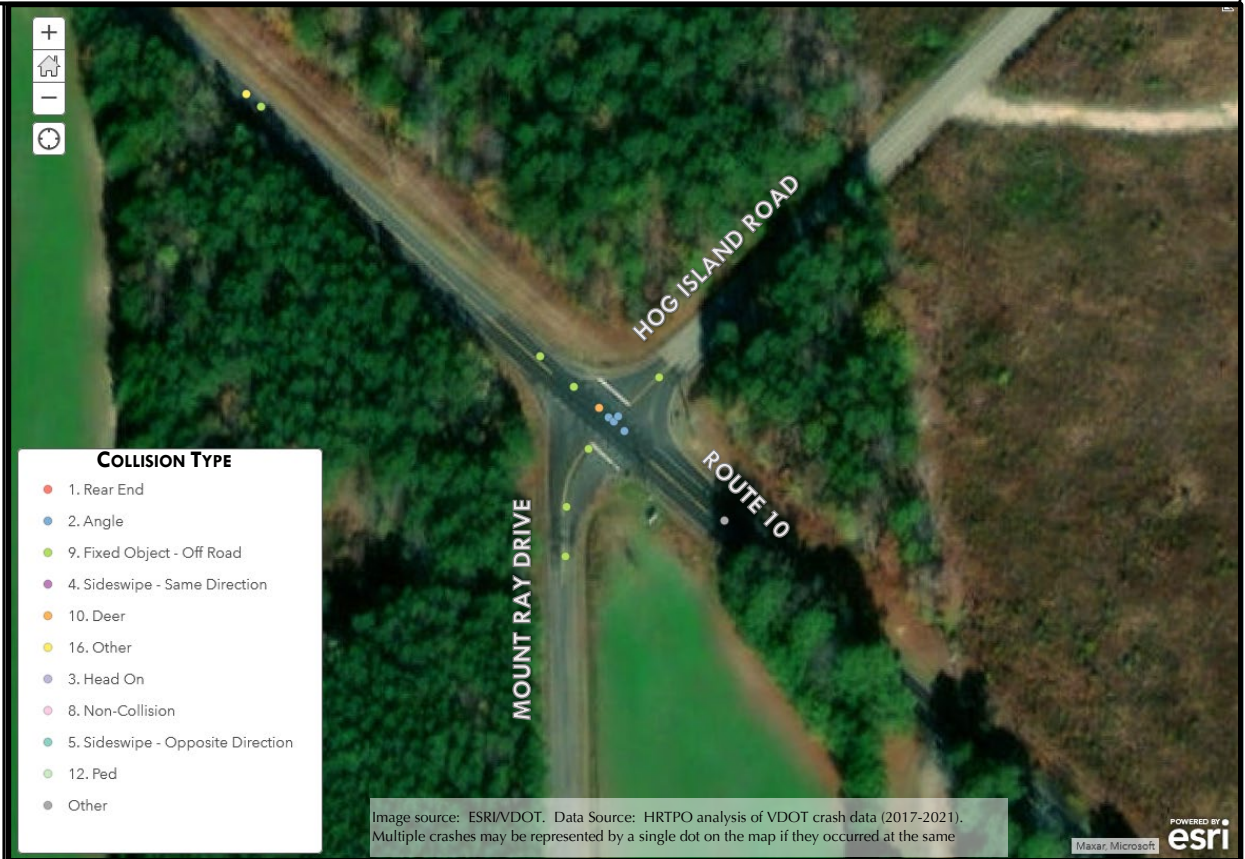 +
−
HOG ISLAND ROAD
ROUTE 10
MOUNT RAY DRIVE
COLLISION TYPE
1. Rear End
2. Angle
9. Fixed Object - Off Road
4. Sideswipe - Same Direction
10. Deer
16. Other
3. Head On
8. Non-Collision
5. Sideswipe - Opposite Direction
12. Ped
Other
Image source: ESRI/VDOT. Data Source: HRTPO analysis of VDOT crash data (2017-2021).
Multiple crashes may be represented by a single dot on the map if they occurred at the same
Maxar, Microsoft
POWERED BY
esri